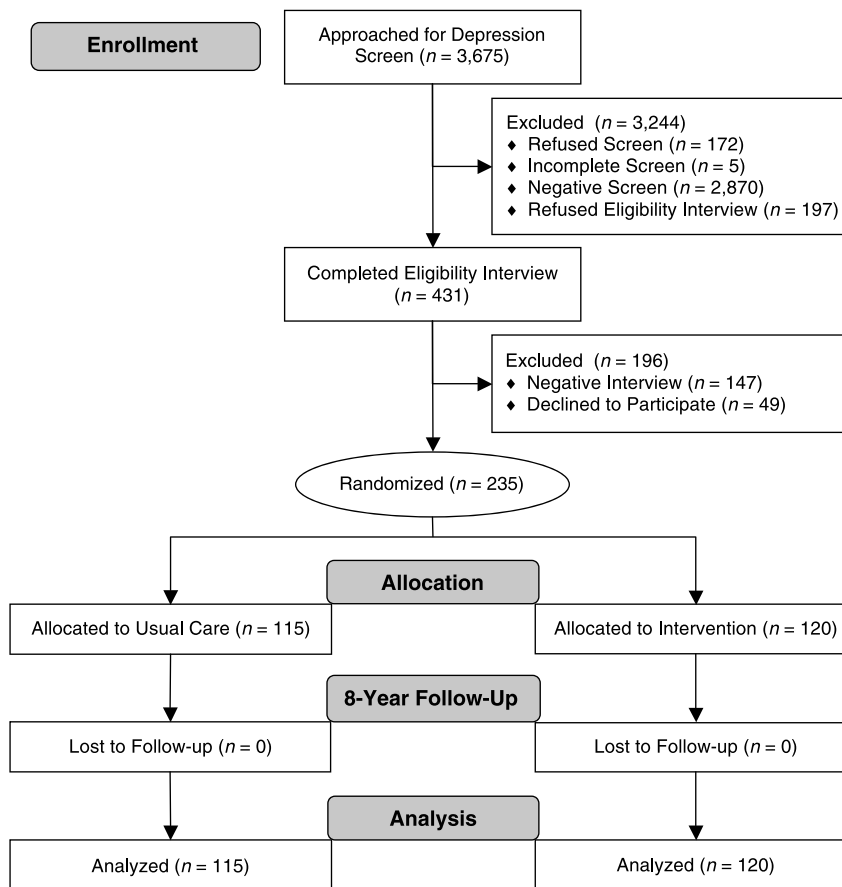 Enrollment
Approached for Depression
Screen (n = 3,675)
Excluded (n = 3,244)
♦ Refused Screen (n = 172)
♦ Incomplete Screen (n = 5)
♦ Negative Screen (n = 2,870)
♦ Refused Eligibility Interview (n = 197)
Completed Eligibility Interview
(n = 431)
Excluded (n = 196)
♦ Negative Interview (n = 147)
♦ Declined to Participate (n = 49)
Randomized (n = 235)
Allocation
Allocated to Usual Care (n = 115)
Allocated to Intervention (n = 120)
8-Year Follow-Up
Lost to Follow-up (n = 0)
Lost to Follow-up (n = 0)
Analysis
Analyzed (n = 115)
Analyzed (n = 120)